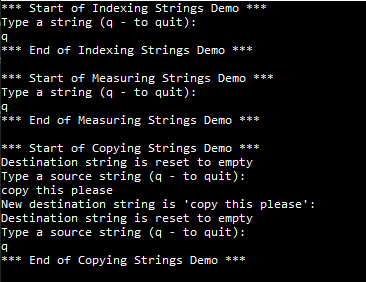 *** Start of Indexing Strings Demo ***
Type a string (q - to quit):
q
*** End of Indexing Strings Demo ***
*** Start of Measuring Strings Demo ***
Type a string (q - to quit):
q
*** End of Measuring Strings Demo ***
*** Start of Copying Strings Demo ***
Destination string is reset to empty
Type a source string (q - to quit):
copy this please
New destination string is 'copy this please':
Destination string is reset to empty
Type a source string (q - to quit):
q
*** End of Copying Strings Demo ***